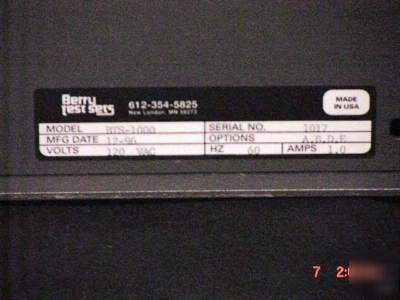 Berry test sets
612-354-5825
New London, MN 56273
MADE IN USA
MODEL BTS-1000 SERIAL NO. 1017
MFG DATE 12-96 OPTIONS A,B,D,E
VOLTS 120 VAC HZ 60 AMPS 1.0
7